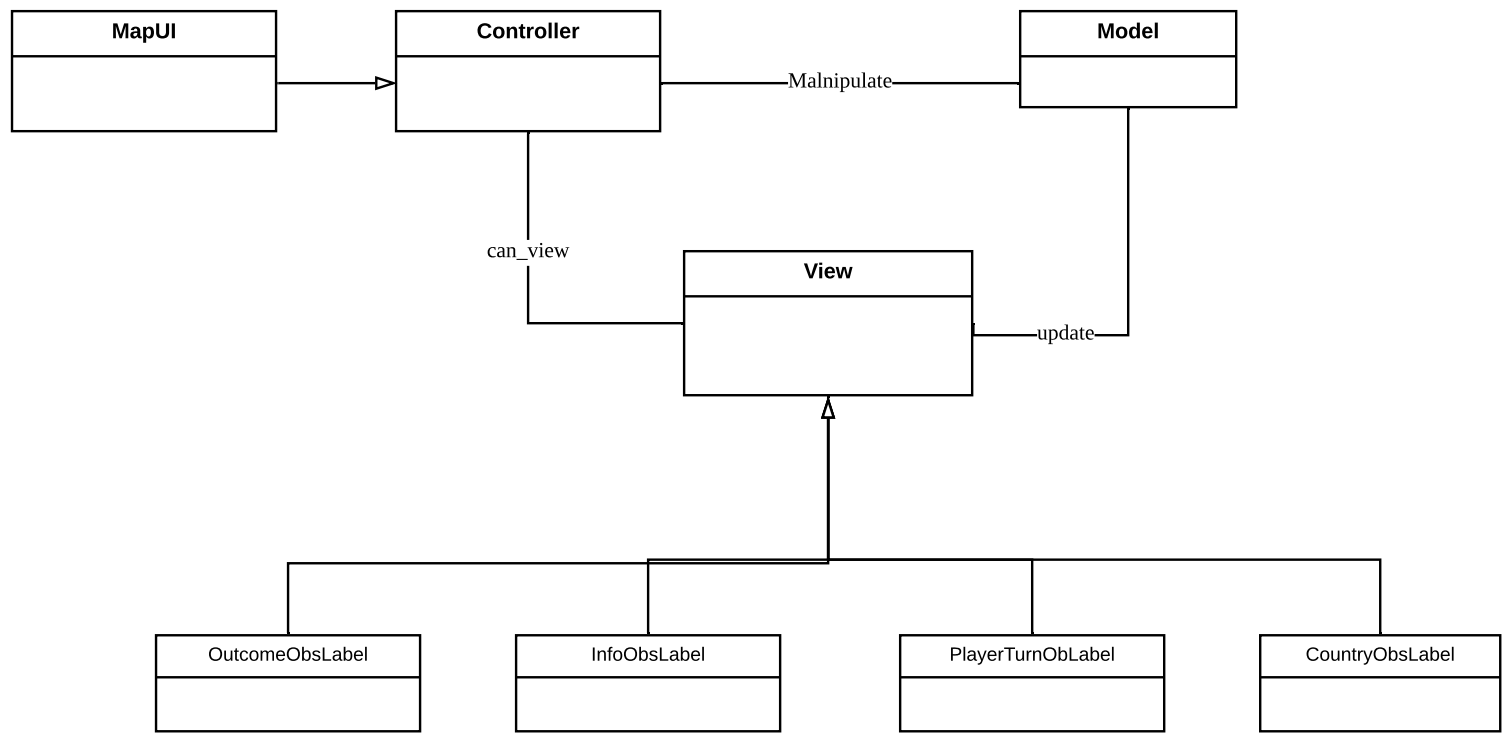 MapUI
Controller
Model
Malnipulate
can_view
View
update
OutcomeObsLabel
InfoObsLabel
PlayerTurnObLabel
CountryObsLabel